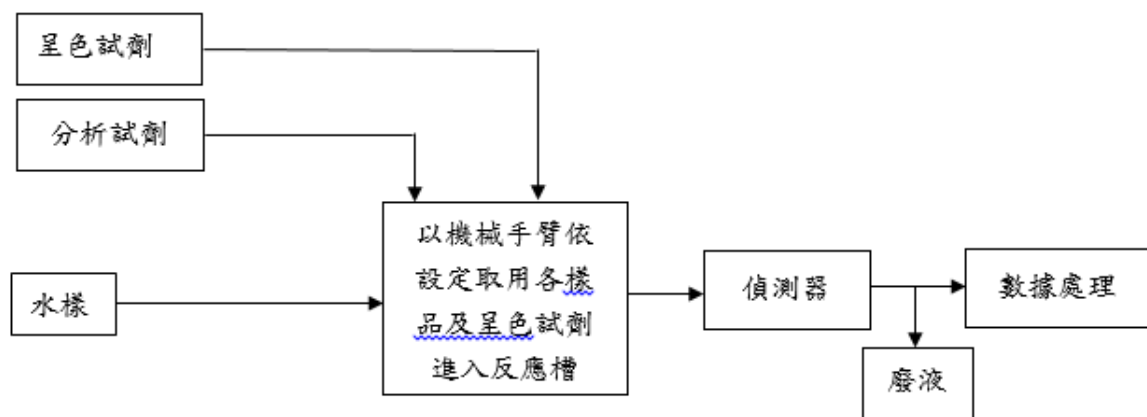 呈色試劑
分析試劑
水樣
以機械手臂依
設定取用各樣
品及呈色試劑
進入反應槽
偵測器
數據處理
廢液